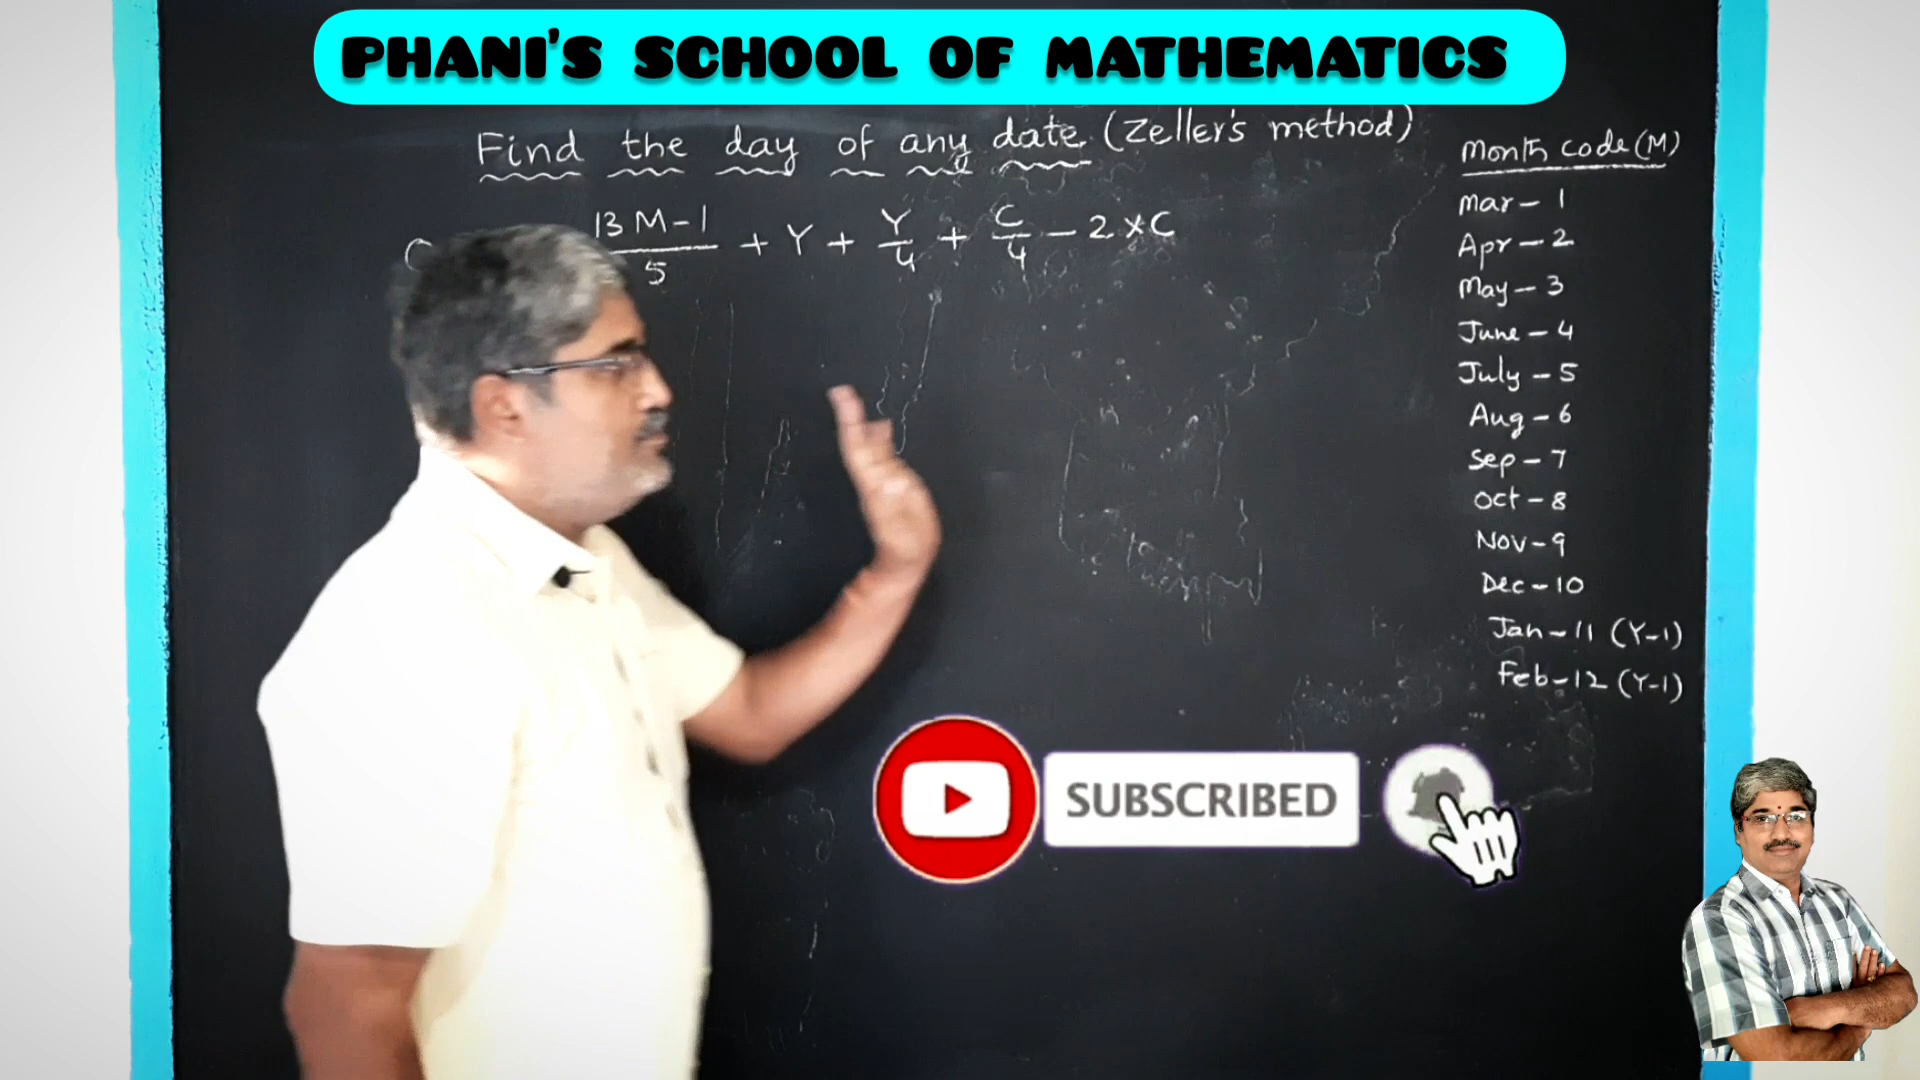 PHANI'S SCHOOL OF MATHEMATICS
Find the day of any date (Zeller's method)
13 M - 1
5
+ Y +
Y
4
+
C
4
- 2 x C
Month code (M)
Mar - 1
Apr - 2
May - 3
June - 4
July - 5
Aug - 6
Sep - 7
Oct - 8
Nov - 9
Dec - 10
Jan - 11 (Y-1)
Feb - 12 (Y-1)
SUBSCRIBED